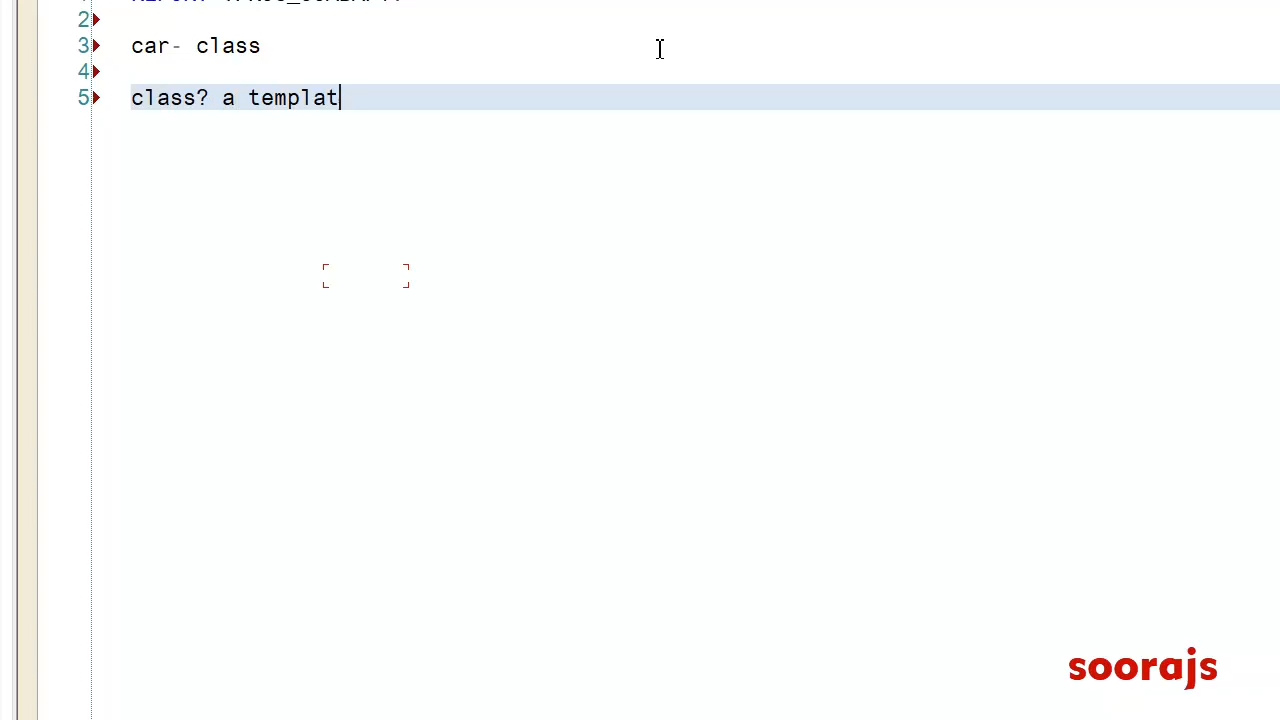 2
3 car- class
4
5 class? a templat
soorajs